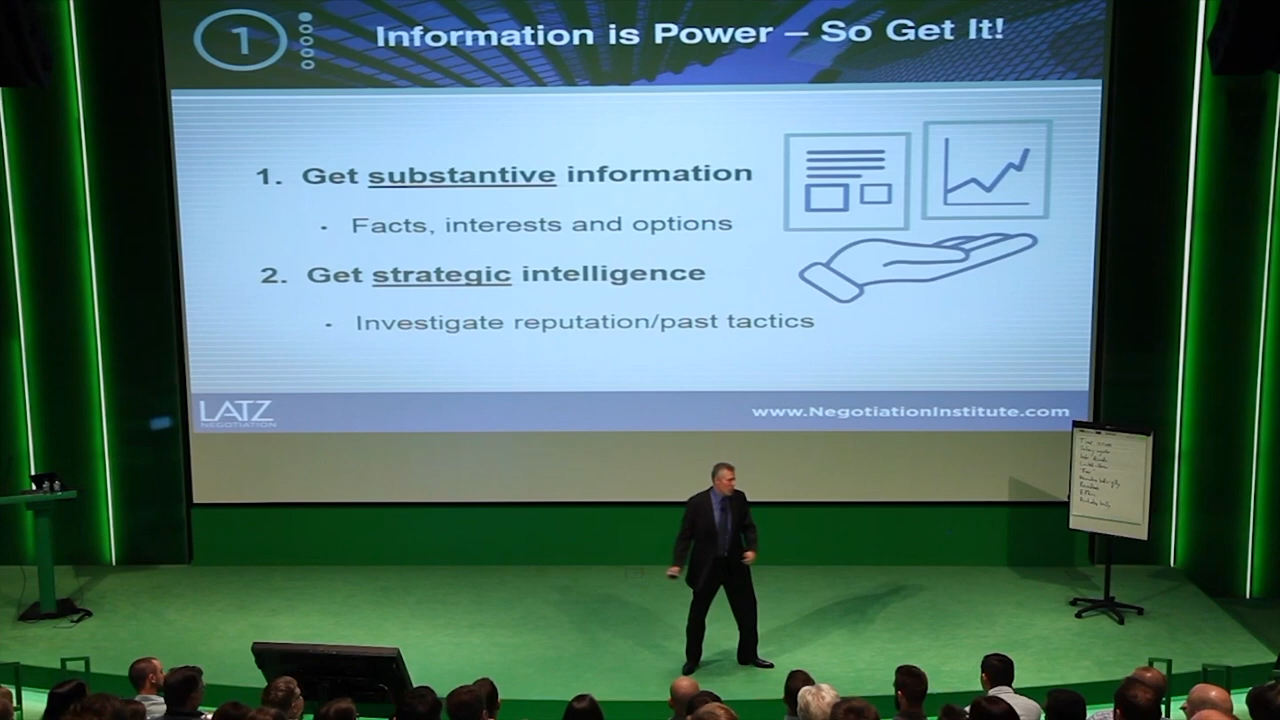 1
Information is Power – So Get It!
1. Get substantive information
• Facts, interests and options
2. Get strategic intelligence
• Investigate reputation/past tactics
LATZ
NEGOTIATION
www.NegotiationInstitute.com